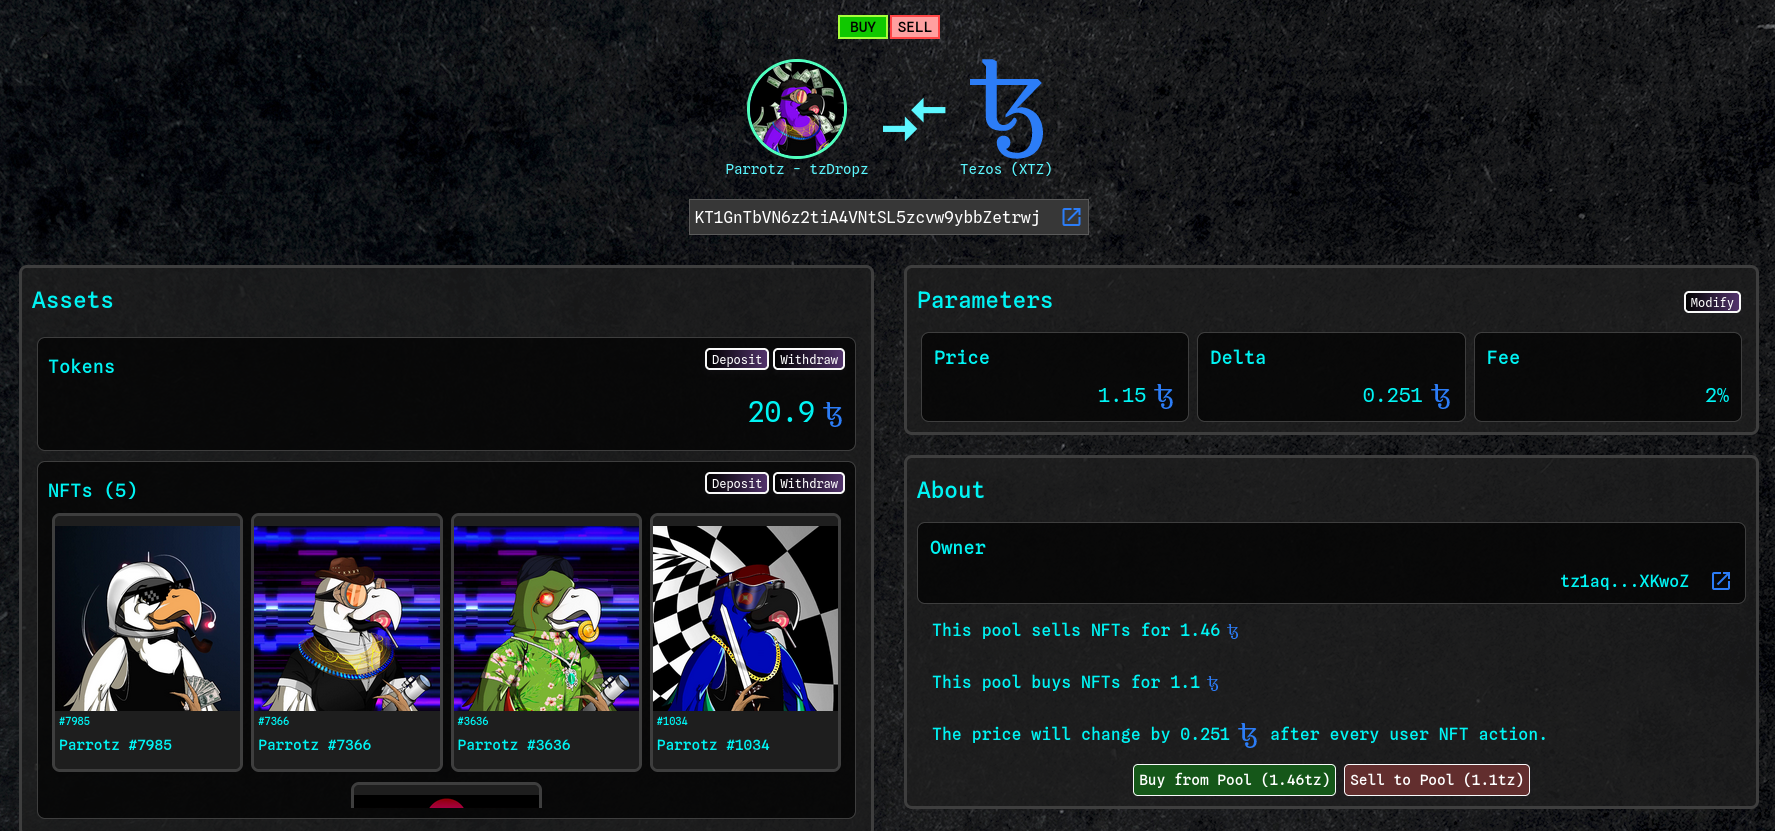 BUY SELL
Parrotz - tzDropz
Tezos (XTZ)
KT1GnTbVN6z2tiA4VNtSL5zcvw9ybbZetrwj
Assets
Tokens
Deposit Withdraw
20.9 ꜩ
NFTs (5)
Deposit Withdraw
#7985
Parrotz #7985
#7366
Parrotz #7366
#3636
Parrotz #3636
#1034
Parrotz #1034
Parameters
Modify
Price
1.15 ꜩ
Delta
0.251 ꜩ
Fee
2%
About
Owner
tz1aq...XKwoZ
This pool sells NFTs for 1.46 ꜩ
This pool buys NFTs for 1.1 ꜩ
The price will change by 0.251 ꜩ after every user NFT action.
Buy from Pool (1.46tz) Sell to Pool (1.1tz)